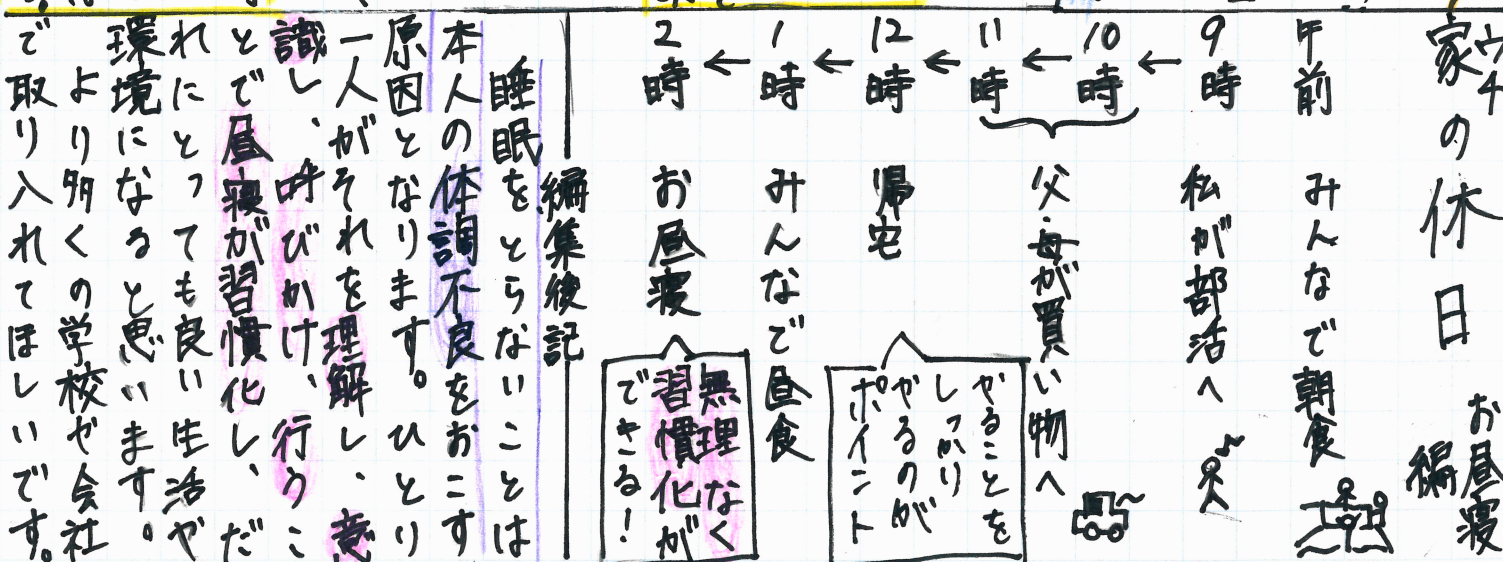 家の休日
ウチ
お昼寝
編
午前 みんなで朝食
9時 私が部活へ
10時
11時
父・母が買い物へ
12時 帰宅
やることを
しっかり
やるのが
ポイント
1時 みんなで昼食
2時 お昼寝
無理なく
習慣化が
できる!
編集後記
睡眠をとらないことは
本人の体調不良をおこす
原因となります。ひとり
一人がそれを理解し、意
識し、呼びかけ、行うこ
とで昼寝が習慣化し、だ
れにとっても良い生活や
環境になると思います。
より多くの学校や会社
で取り入れてほしいです。